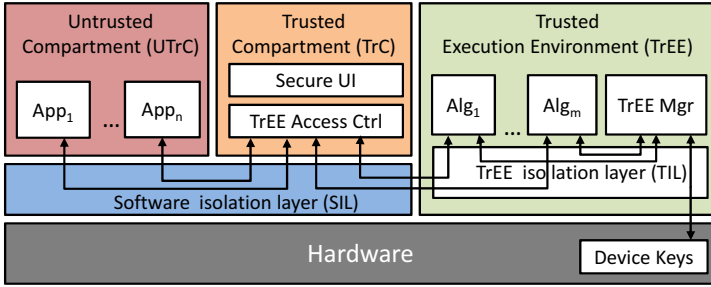 Untrusted
Compartment (UTrC)
Trusted
Compartment (TrC)
Trusted
Execution Environment (TrEE)
Secure UI
App1
...
Appn
TrEE Access Ctrl
Alg1
...
Algm
TrEE Mgr
TrEE isolation layer (TIL)
Software isolation layer (SIL)
Hardware
Device Keys